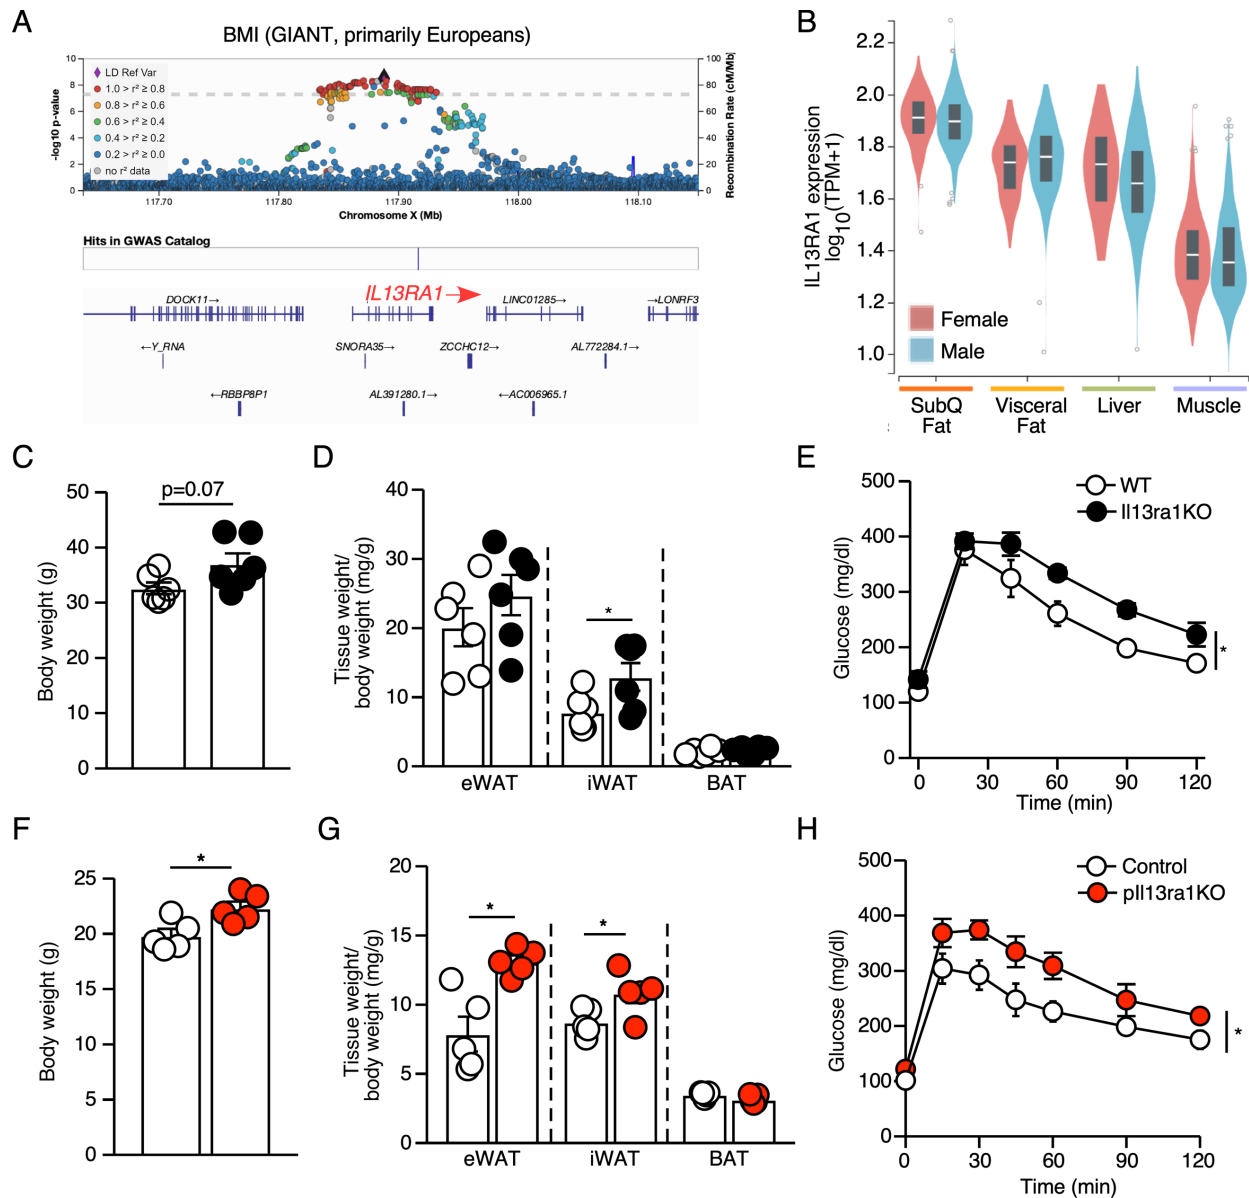 A
BMI (GIANT, primarily Europeans)
10
8
6
4
2
0
-log10 p-value
LD Ref Var
1.0 > r² ≥ 0.8
0.8 > r² ≥ 0.6
0.6 > r² ≥ 0.4
0.4 > r² ≥ 0.2
0.2 > r² ≥ 0.0
no r² data
100
80
60
40
20
0
Recombination Rate (cM/Mb)
117.70
117.80
117.90
118.00
118.10
Chromosome X (Mb)
Hits in GWAS Catalog
DOCK11→
IL13RA1
LINC01285→
→LONRF3
←Y_RNA
SNORA35→
ZCCHC12→
AL772284.1→
←RBBP8P1
AL391280.1→
←AC006965.1
B
IL13RA1 expression
log10(TPM+1)
2.2
2.0
1.8
1.6
1.4
1.2
1.0
Female
Male
SubQ
Fat
Visceral
Fat
Liver
Muscle
C
Body weight (g)
50
40
30
20
10
0
p=0.07
D
Tissue weight/
body weight (mg/g)
40
30
20
10
0
*
eWAT
iWAT
BAT
E
Glucose (mg/dl)
500
400
300
200
100
0
WT
Il13ra1KO
*
0
30
60
90
120
Time (min)
F
Body weight (g)
25
20
15
10
5
0
*
G
Tissue weight/
body weight (mg/g)
20
15
10
5
0
*
*
eWAT
iWAT
BAT
H
Glucose (mg/dl)
500
400
300
200
100
0
Control
pIl13ra1KO
*
0
30
60
90
120
Time (min)